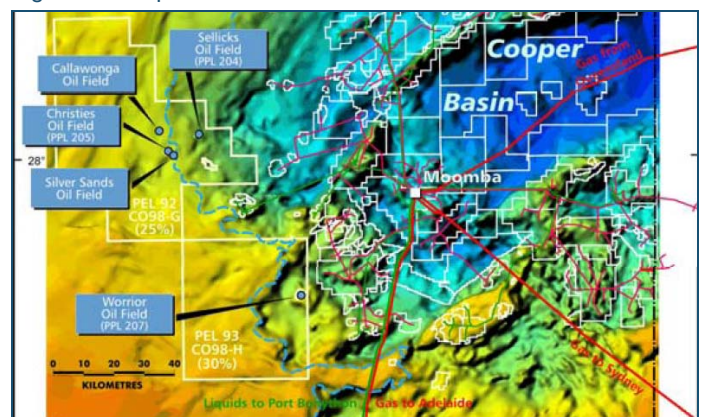 Sellicks
Oil Field
(PPL 204)
Callawonga
Oil Field
Christies
Oil Field
(PPL 205)
Silver Sands
Oil Field
Cooper
Basin
Gas from
28°
Moomba
PEL 92
CO98-G
(25%)
Worrior
Oil Field
(PPL 207)
PEL 93
CO98-H
(30%)
0 10 20 30 40
KILOMETRES
Gas to Sydney
Liquids to Port Bonython
Gas to Adelaide